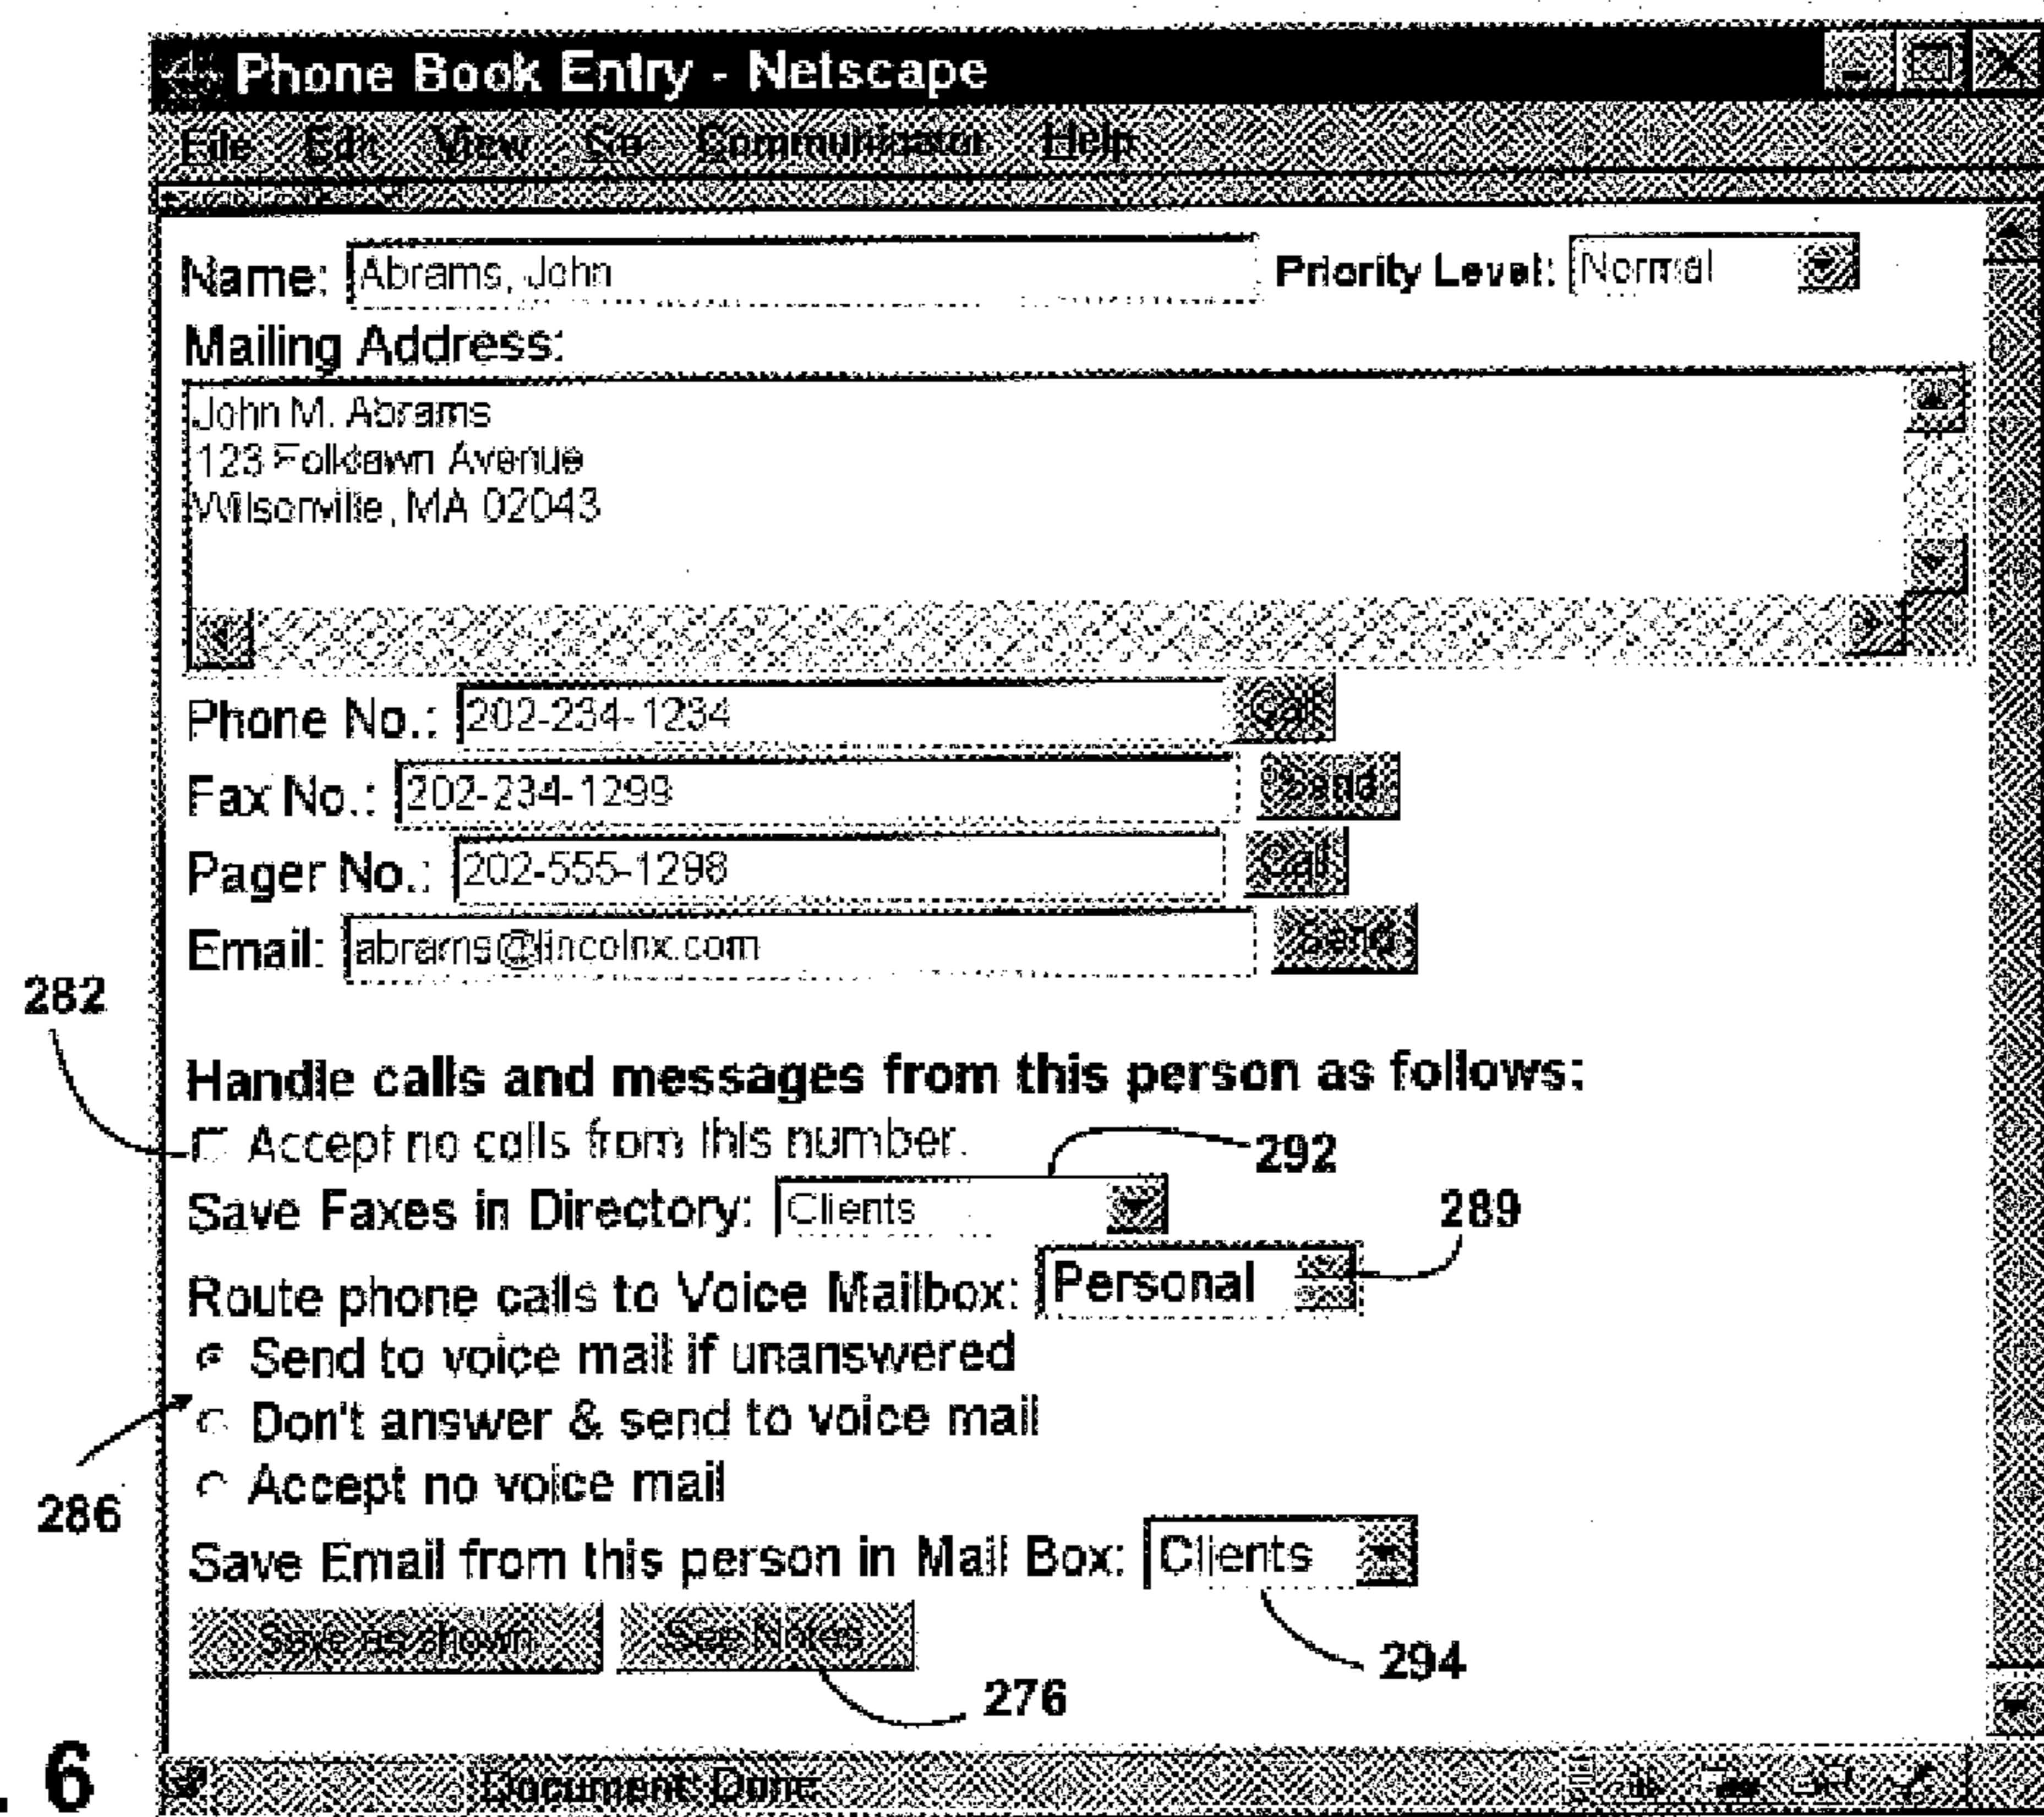 Phone Book Entry - Netscape
File Edit View Go Communicator Help
Name: Abrams, John Priority Level: Normal
Mailing Address:
John M. Abrams
123 Folklawn Avenue
Wilsonville, MA 02043
Phone No.: 202-234-1234 Call
Fax No.: 202-234-1299 Send
Pager No.: 202-555-1298 Call
Email: abrams@lincolnx.com Send
282
Handle calls and messages from this person as follows:
Accept no calls from this number.
292
Save Faxes in Directory: Clients
289
Route phone calls to Voice Mailbox: Personal
Send to voice mail if unanswered
Don't answer & send to voice mail
286
Accept no voice mail
Save Email from this person in Mail Box: Clients
Save as shown See Notes
294
276
. 6
Document: Done